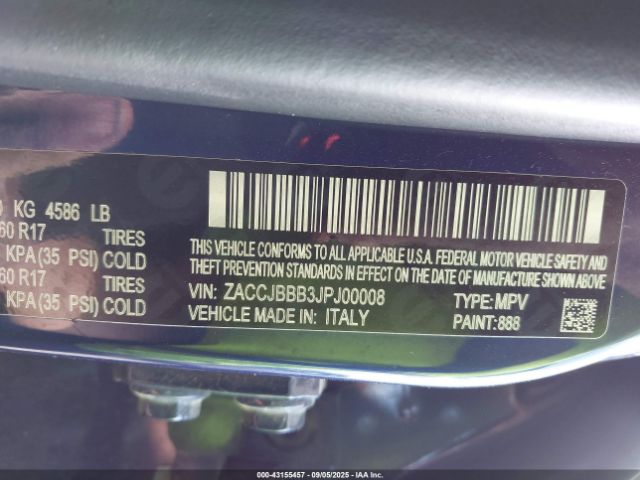 KG 4586 LB
60 R17 TIRES
KPA(35 PSI) COLD
60 R17 TIRES
KPA(35 PSI) COLD
THIS VEHICLE CONFORMS TO ALL APPLICABLE U.S.A. FEDERAL MOTOR VEHICLE SAFETY AND
THEFT PREVENTION STANDARDS IN EFFECT ON THE DATE OF MANUFACTURE SHOWN ABOVE
VIN: ZACCJBBB3JPJ00008 TYPE: MPV
VEHICLE MADE IN: ITALY PAINT:888
000-43155457 - 09/05/2025 - IAAI.COM